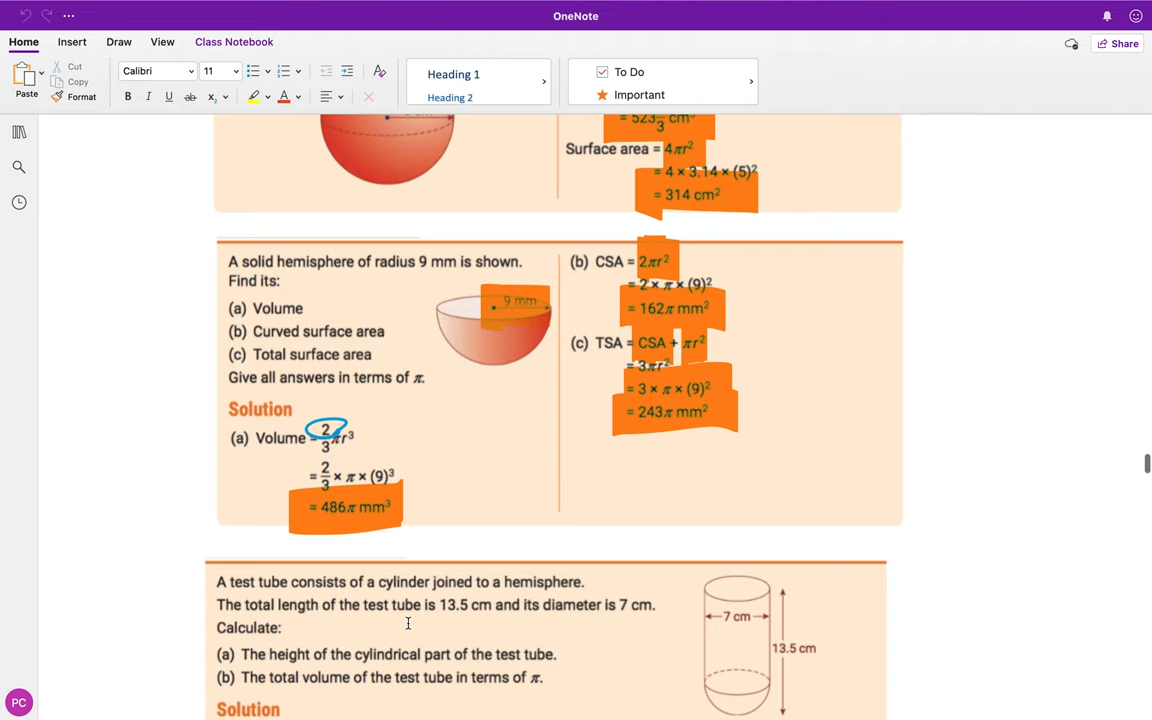 OneNote
Home Insert Draw View Class Notebook
Share
Paste
Cut
Copy
Format
Calibri 11
B I U ab x₂ A
Heading 1
Heading 2
To Do
Important
= 523 1/3 cm³
Surface area = 4πr²
= 4 × 3.14 × (5)²
= 314 cm²
A solid hemisphere of radius 9 mm is shown.
Find its:
(a) Volume
(b) Curved surface area
(c) Total surface area
Give all answers in terms of π.
9 mm
Solution
(a) Volume = 2/3 πr³
= 2/3 × π × (9)³
= 486π mm³
(b) CSA = 2πr²
= 2 × π × (9)²
= 162π mm²
(c) TSA = CSA + πr²
= 3πr²
= 3 × π × (9)²
= 243π mm²
A test tube consists of a cylinder joined to a hemisphere.
The total length of the test tube is 13.5 cm and its diameter is 7 cm.
Calculate:
(a) The height of the cylindrical part of the test tube.
(b) The total volume of the test tube in terms of π.
Solution
7 cm
13.5 cm
PC